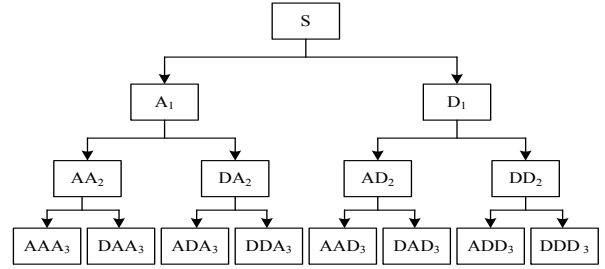 S
A₁ D₁
AA₂ DA₂ AD₂ DD₂
AAA₃ DAA₃ ADA₃ DDA₃ AAD₃ DAD₃ ADD₃ DDD₃